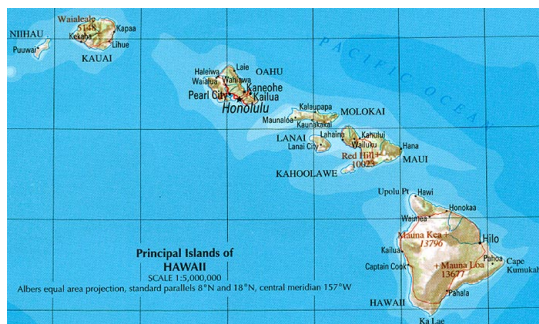 Waialeale
5148
NIIHAU
Kapaa
Kekaha
Puuwai
Lihue
KAUAI
Laie
Haleiwa
OAHU
Waialua
Wahiawa
Kaneohe
Pearl City
Kailua
Honolulu
PACIFIC OCEAN
Kalaupapa
MOLOKAI
Maunaloa
Kaunakakai
LANAI
Lahaina
Kahului
Lanai City
Wailuku
Hana
Red Hill
10023
MAUI
KAHOOLAWE
Upolu Pt.
Hawi
Honokaa
Waimea
Mauna Kea
13796
Hilo
Kailua
Pahoa
Cape
Kumukahi
Captain Cook
Mauna Loa
13677
Pahala
HAWAII
Ka Lae
Principal Islands of
HAWAII
SCALE 1:5,000,000
Albers equal area projection, standard parallels 8°N and 18°N, central meridian 157°W